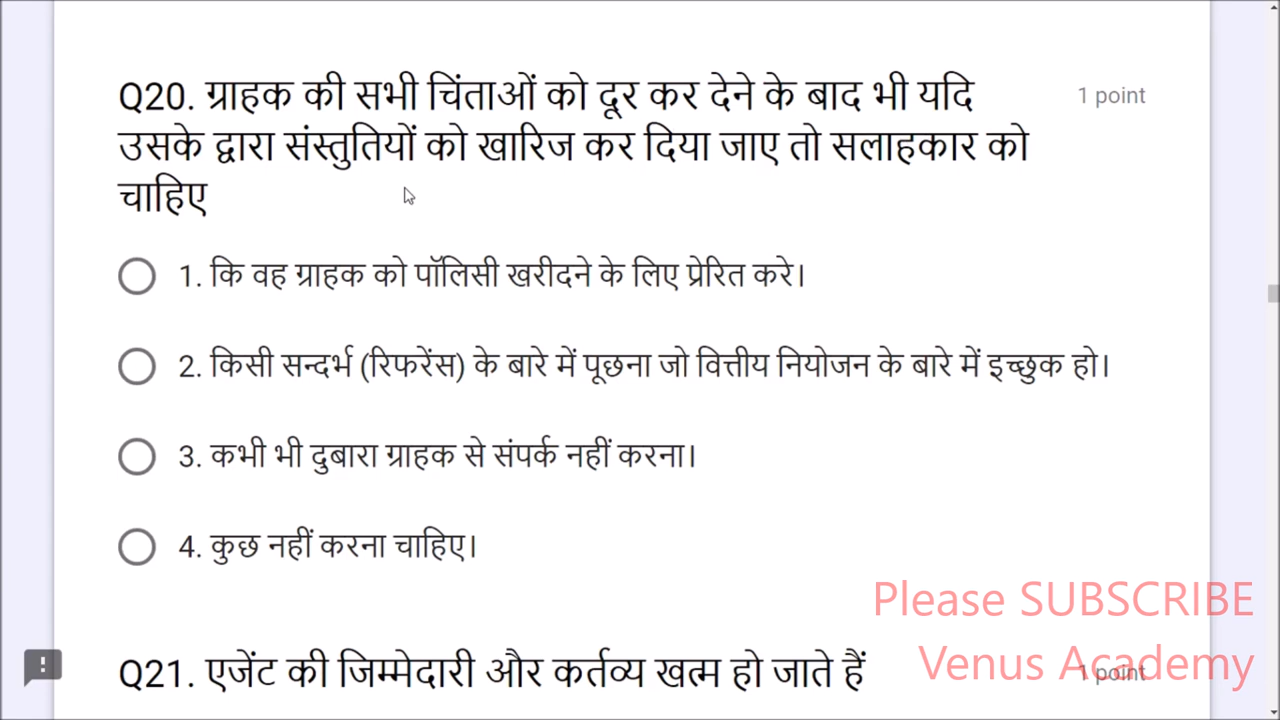 Q20. ग्राहक की सभी चिंताओं को दूर कर देने के बाद भी यदि
1 point
उसके द्वारा संस्तुतियों को खारिज कर दिया जाए तो सलाहकार को
चाहिए
1. कि वह ग्राहक को पॉलिसी खरीदने के लिए प्रेरित करे।
2. किसी सन्दर्भ (रिफरेंस) के बारे में पूछना जो वित्तीय नियोजन के बारे में इच्छुक हो।
3. कभी भी दुबारा ग्राहक से संपर्क नहीं करना।
4. कुछ नहीं करना चाहिए।
Please SUBSCRIBE
Venus Academy
Q21. एजेंट की जिम्मेदारी और कर्तव्य खत्म हो जाते हैं
1 point